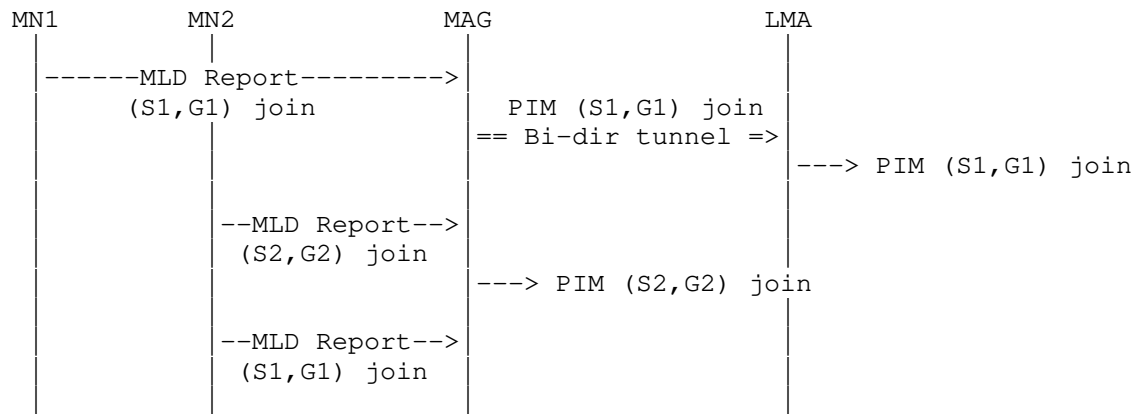 MN1 MN2 MAG LMA
------MLD Report--------->
(S1,G1) join PIM (S1,G1) join
== Bi-dir tunnel =>
---> PIM (S1,G1) join
--MLD Report-->
(S2,G2) join
---> PIM (S2,G2) join
--MLD Report-->
(S1,G1) join